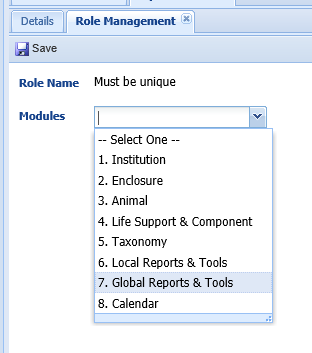 Details
Role Management
Save
Role Name Must be unique
Modules
-- Select One --
1. Institution
2. Enclosure
3. Animal
4. Life Support & Component
5. Taxonomy
6. Local Reports & Tools
7. Global Reports & Tools
8. Calendar